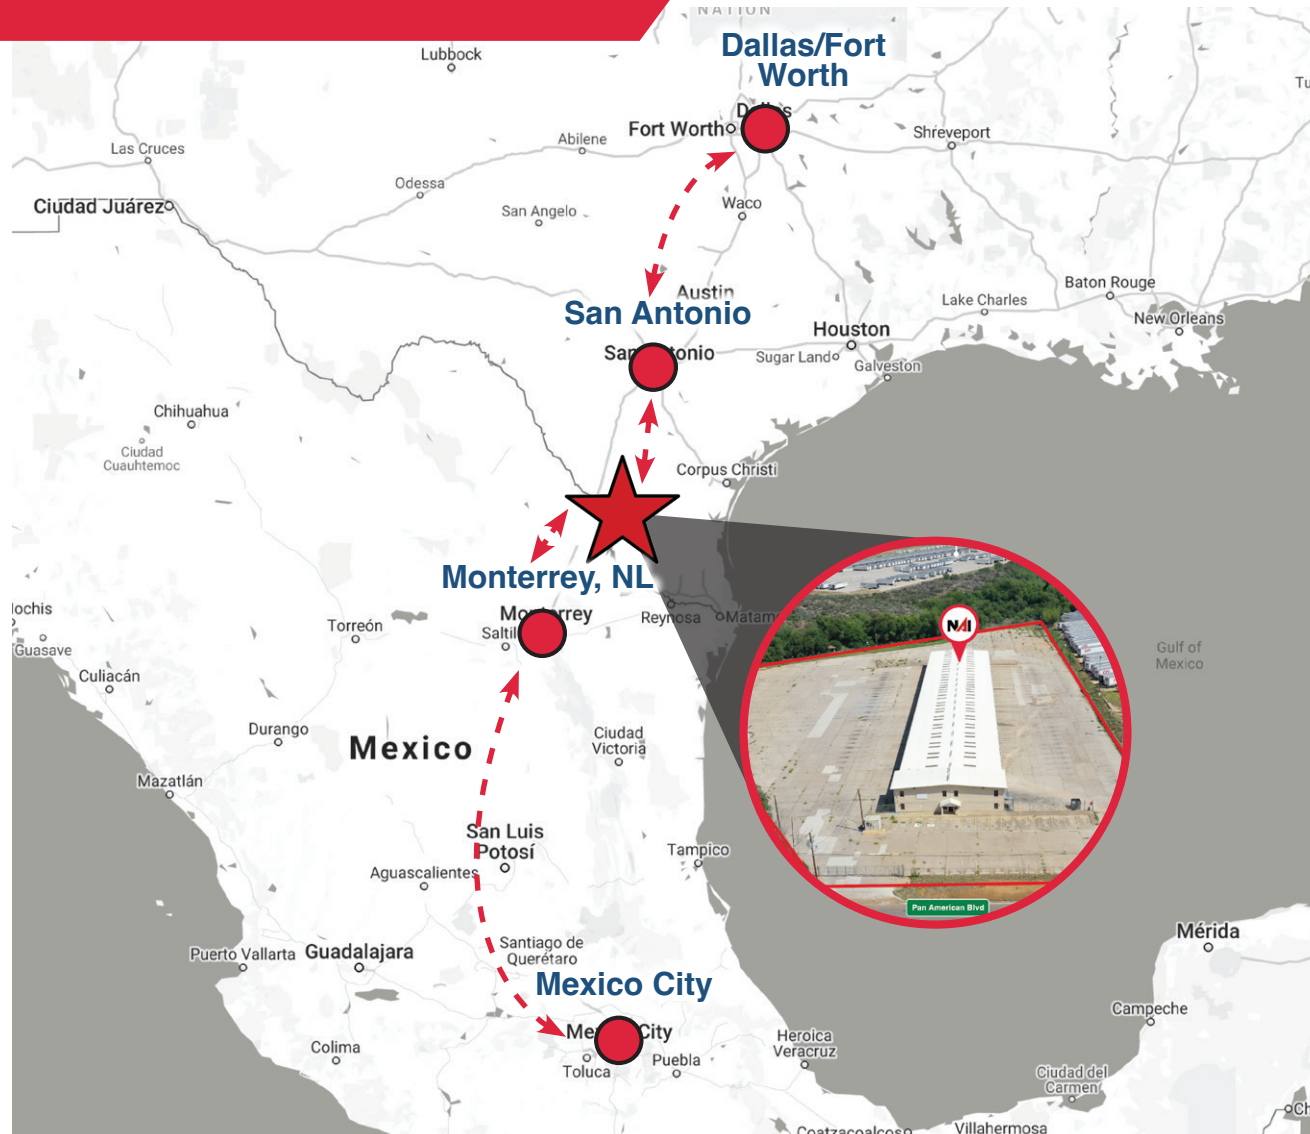 NATION
Lubbock
Dallas/Fort
Worth
Fort Worth
Shreveport
Abilene
Las Cruces
Odessa
Ciudad Juárez
San Angelo
Waco
Austin
Baton Rouge
Lake Charles
New Orleans
San Antonio
Houston
Sugar Land
Galveston
Chihuahua
Ciudad
Cuauhtemoc
Corpus Christi
Monterrey, NL
Reynosa
Torreón
Guasave
Gulf of
Mexico
NAI
Culiacán
Durango
Mexico
Ciudad
Victoria
Mazatlán
San Luis
Potosí
Tampico
Aguascalientes
Pan American Blvd
Mérida
Puerto Vallarta
Guadalajara
Santiago de
Querétaro
Mexico City
Campeche
Heroica
Veracruz
Colima
Toluca
Puebla
Ciudad del
Carmen
Coatzacoalcos
Villahermosa